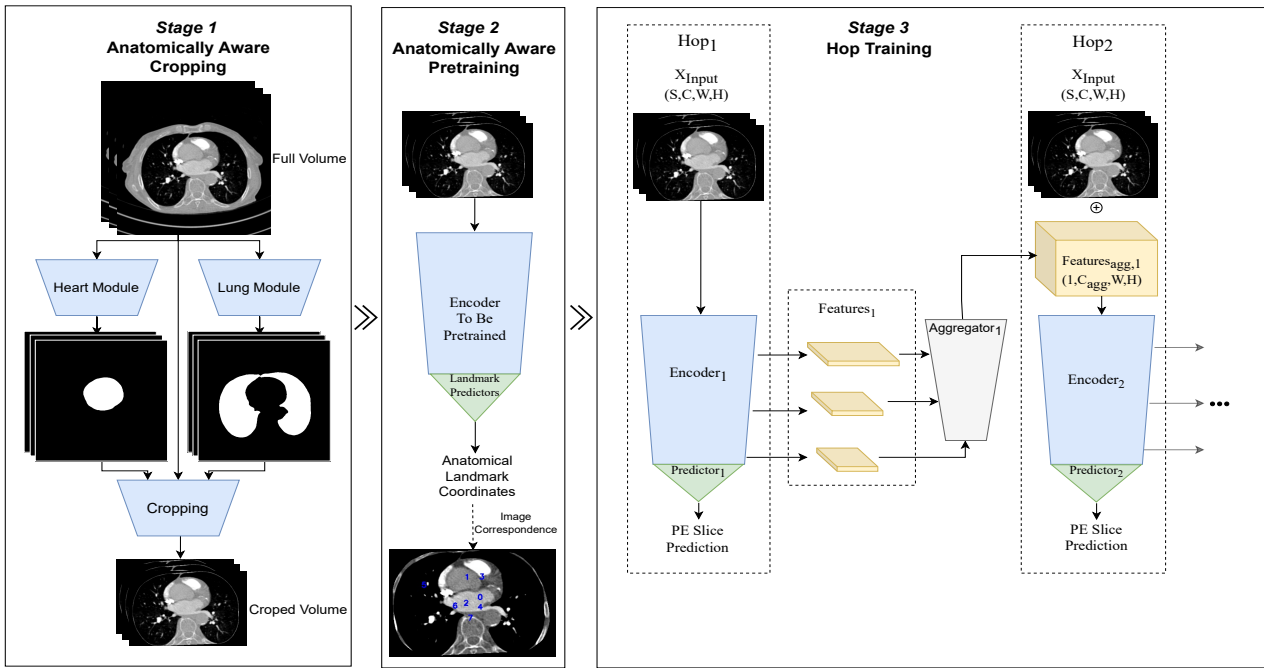 Stage 1
Anatomically Aware
Cropping
Full Volume
Heart Module
Lung Module
Cropping
Croped Volume
Stage 2
Anatomically Aware
Pretraining
Encoder
To Be
Pretrained
Landmark
Predictors
Anatomical
Landmark
Coordinates
Image
Correspondence
1
3
0
2
6
4
7
Stage 3
Hop Training
Hop1
XInput
(S,C,W,H)
Encoder1
Predictor1
PE Slice
Prediction
Features1
Aggregator1
Hop2
XInput
(S,C,W,H)
⊕
Featuresagg,1
(1,Cagg,W,H)
Encoder2
Predictor2
PE Slice
Prediction
•••